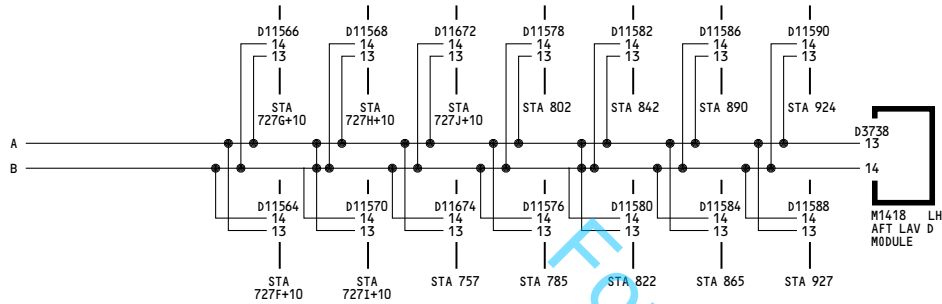 D11566 D11568 D11672 D11578 D11582 D11586 D11590
14 14 14 14 14 14 14
13 13 13 13 13 13 13
STA 727G+10
STA 727H+10
STA 727J+10
STA 802
STA 842
STA 890
STA 924
D3738
A 13
B 14
M1418 LH
AFT LAV D
MODULE
D11564 D11570 D11674 D11576 D11580 D11584 D11588
14 14 14 14 14 14 14
13 13 13 13 13 13 13
STA 727F+10
STA 727I+10
STA 757
STA 785
STA 822
STA 865
STA 927